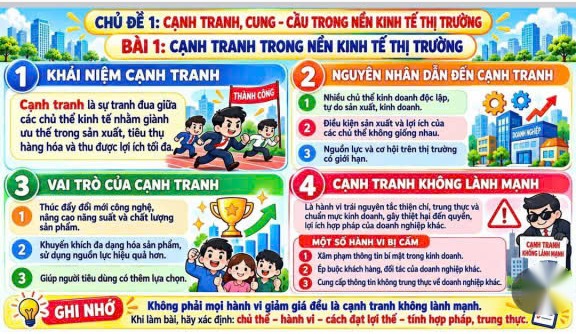 CHỦ ĐỀ 1: CẠNH TRANH, CUNG - CẦU TRONG NỀN KINH TẾ THỊ TRƯỜNG
BÀI 1: CẠNH TRANH TRONG NỀN KINH TẾ THỊ TRƯỜNG
1 KHÁI NIỆM CẠNH TRANH
Cạnh tranh là sự tranh đua giữa
các chủ thể kinh tế nhằm giành
ưu thế trong sản xuất, tiêu thụ
hàng hóa và thu được lợi ích tối đa.
THÀNH CÔNG
2 NGUYÊN NHÂN DẪN ĐẾN CẠNH TRANH
1 Nhiều chủ thể kinh doanh độc lập,
tự do sản xuất, kinh doanh.
2 Điều kiện sản xuất và lợi ích của
các chủ thể không giống nhau.
3 Nguồn lực và cơ hội trên thị trường
có giới hạn.
DOANH NGHIỆP
3 VAI TRÒ CỦA CẠNH TRANH
1 Thúc đẩy đổi mới công nghệ,
nâng cao năng suất và chất lượng
sản phẩm.
2 Khuyến khích đa dạng hóa sản phẩm,
sử dụng nguồn lực hiệu quả hơn.
3 Giúp người tiêu dùng có thêm lựa chọn.
4 CẠNH TRANH KHÔNG LÀNH MẠNH
Là hành vi trái nguyên tắc thiện chí, trung thực và
chuẩn mực kinh doanh, gây thiệt hại đến quyền,
lợi ích hợp pháp của doanh nghiệp khác.
MỘT SỐ HÀNH VI BỊ CẤM
1 Xâm phạm thông tin bí mật trong kinh doanh.
2 Ép buộc khách hàng, đối tác của doanh nghiệp khác.
3 Cung cấp thông tin không trung thực về doanh nghiệp khác.
CẠNH TRANH
KHÔNG LÀNH MẠNH
GHI NHỚ
Không phải mọi hành vi giảm giá đều là cạnh tranh không lành mạnh.
Khi làm bài, hãy xác định: chủ thể - hành vi - cách đạt lợi thế - tính hợp pháp, trung thực.